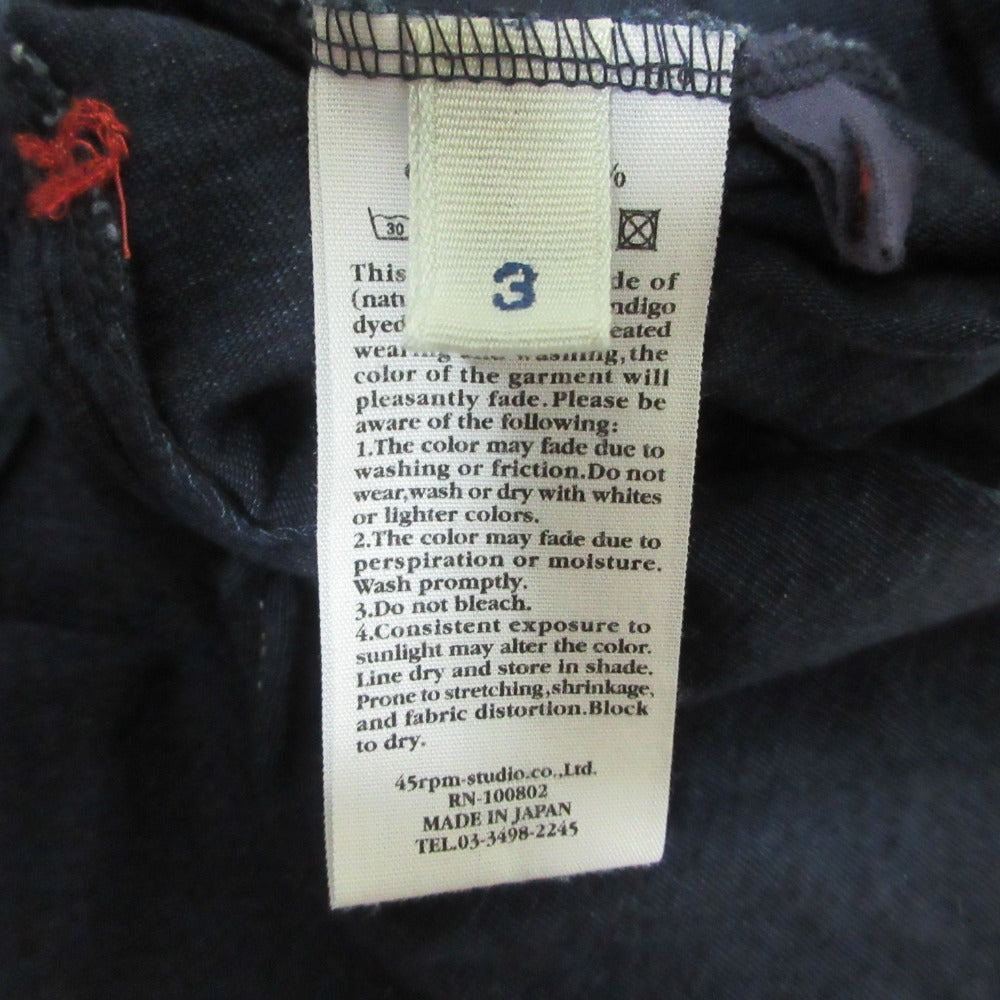 %
30
3
This de of
(natu ndigo
dyed eated
wearing and washing,the
color of the garment will
pleasantly fade.Please be
aware of the following:
1.The color may fade due to
washing or friction.Do not
wear,wash or dry with whites
or lighter colors.
2.The color may fade due to
perspiration or moisture.
Wash promptly.
3.Do not bleach.
4.Consistent exposure to
sunlight may alter the color.
Line dry and store in shade.
Prone to stretching,shrinkage,
and fabric distortion.Block
to dry.
45rpm-studio.co.,Ltd.
RN-100802
MADE IN JAPAN
TEL.03-3498-2245